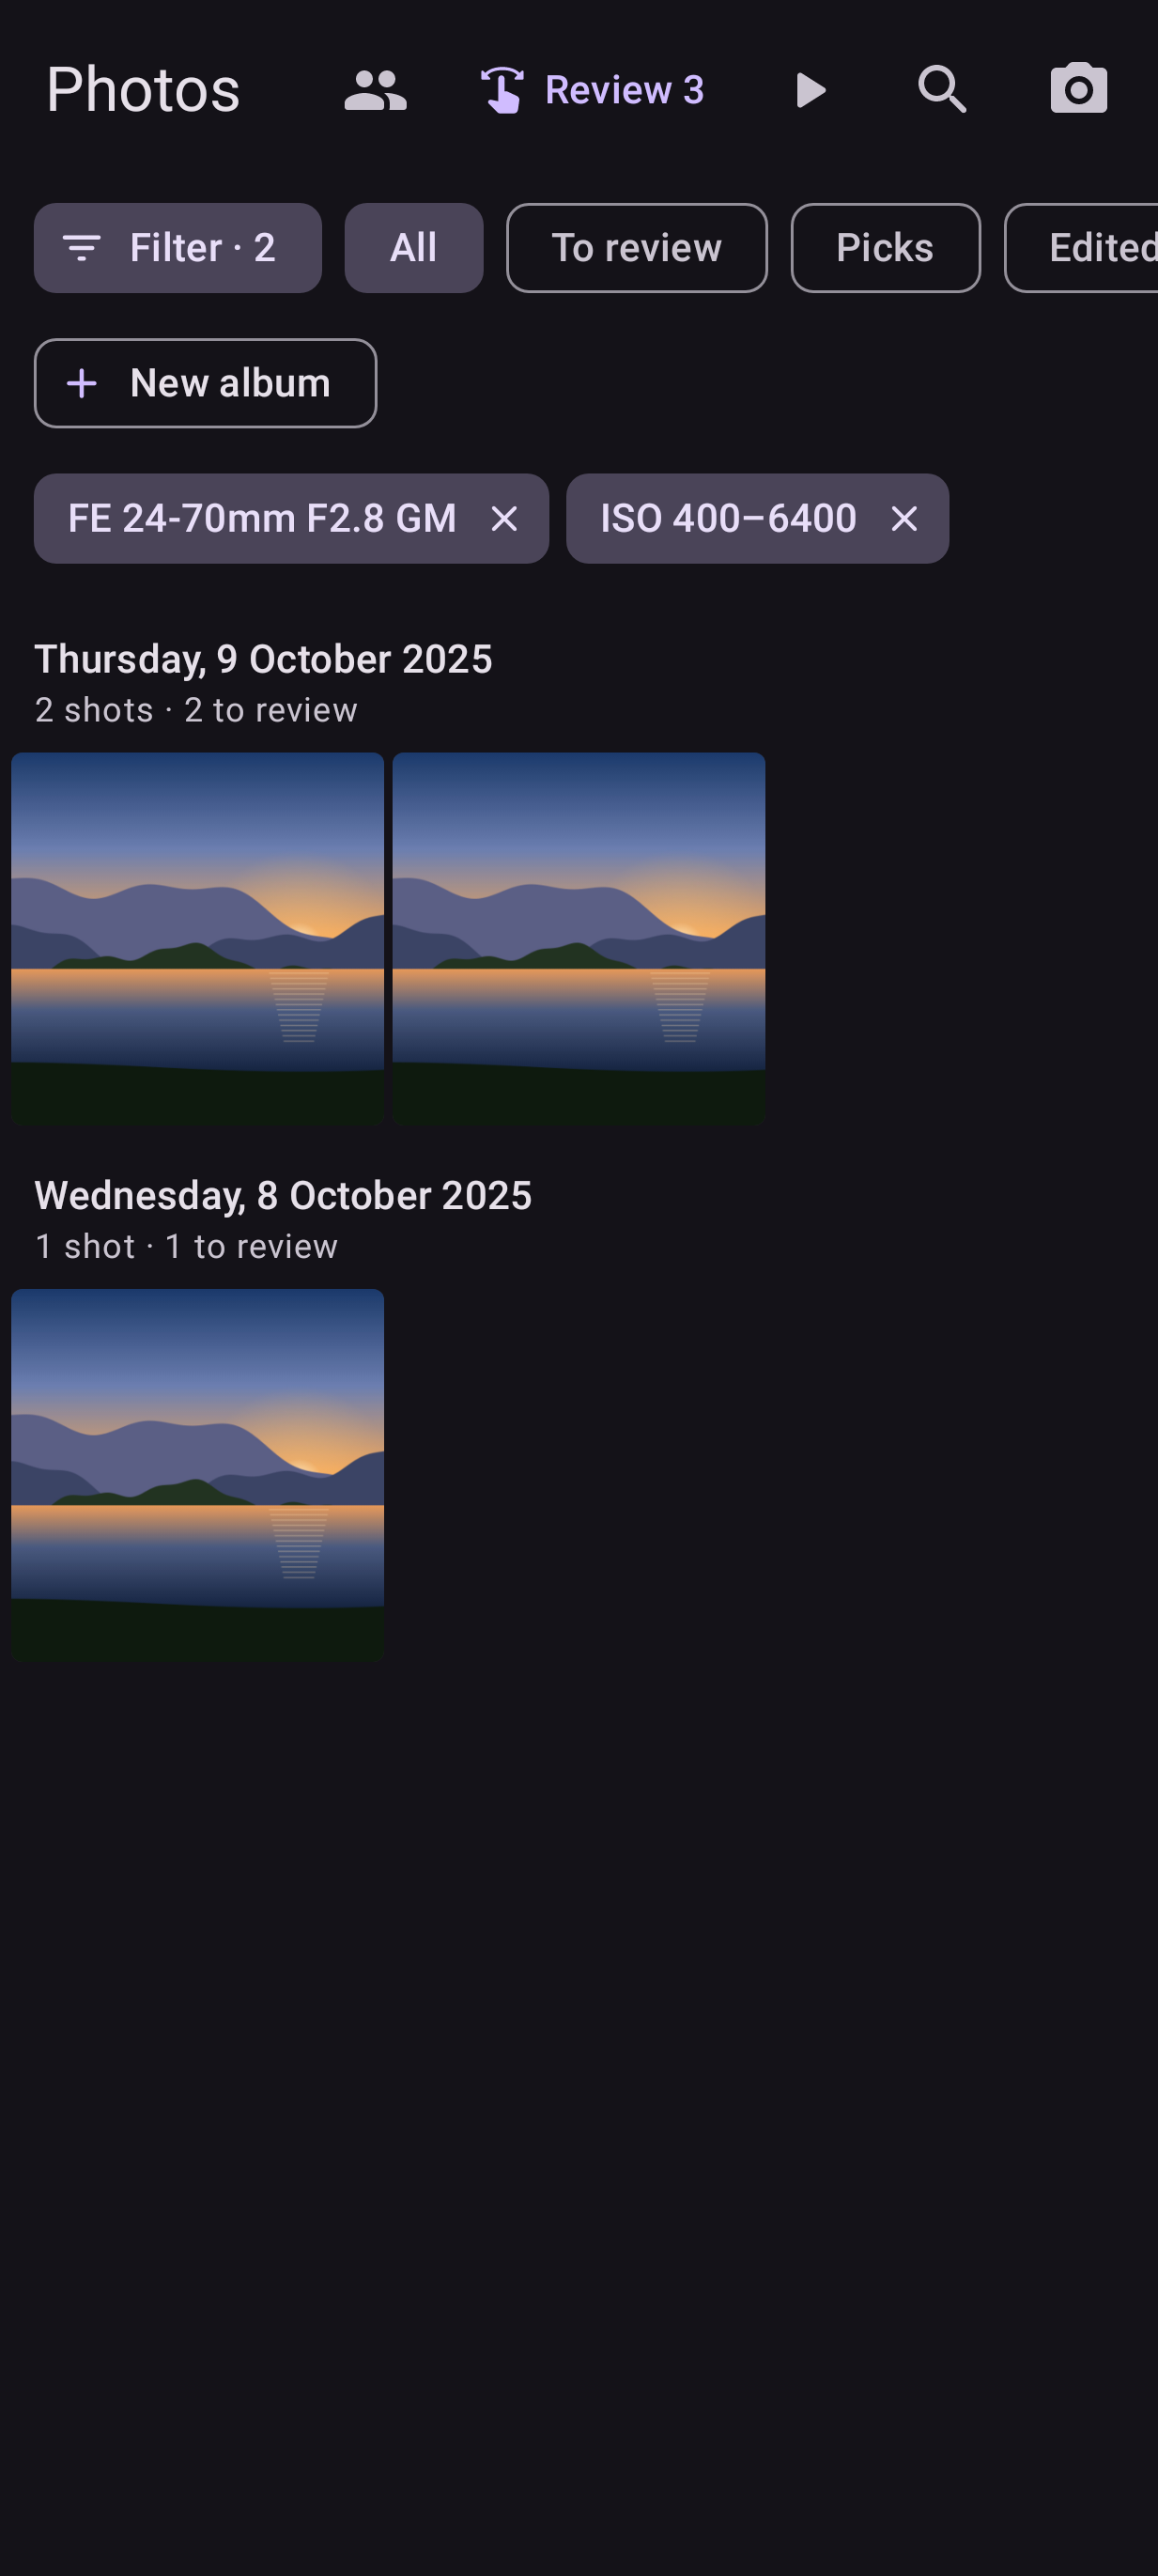 Photos
Review 3
Filter · 2
All
To review
Picks
Edited
New album
FE 24-70mm F2.8 GM
ISO 400–6400
Thursday, 9 October 2025
2 shots · 2 to review
Wednesday, 8 October 2025
1 shot · 1 to review